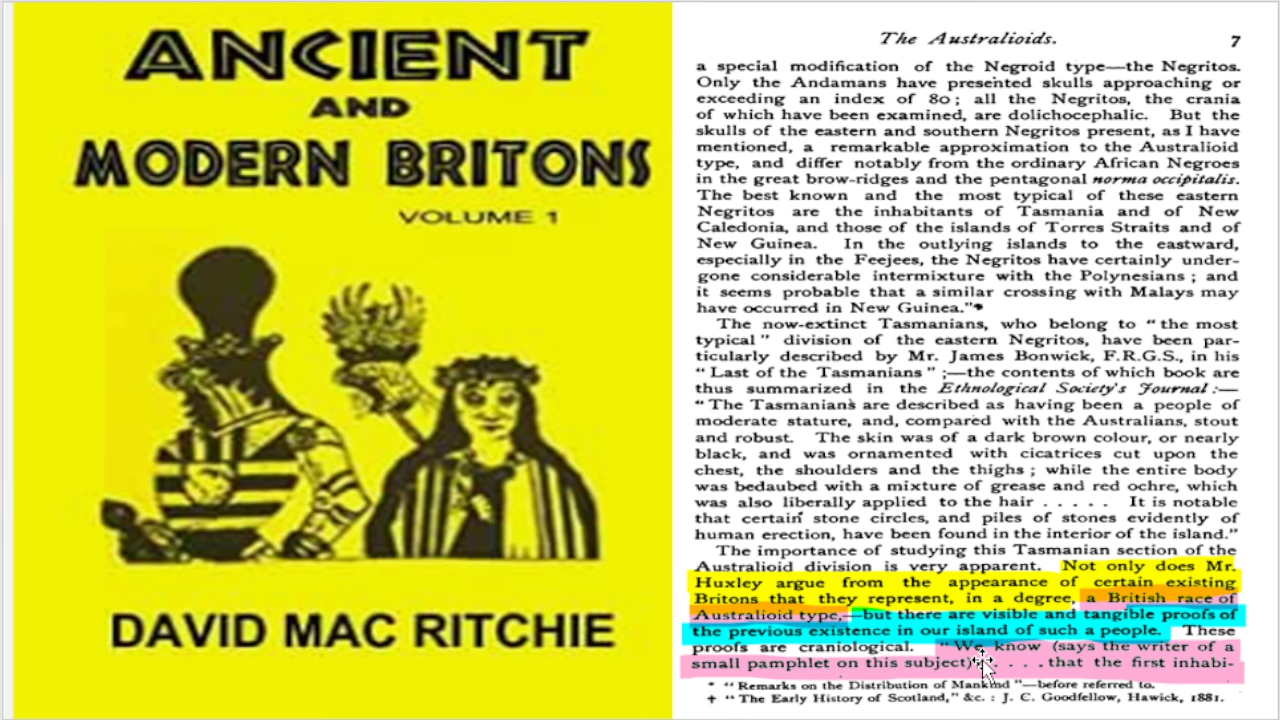 ANCIENT
AND
MODERN BRITONS
VOLUME 1
DAVID MAC RITCHIE
The Australioids. 7
a special modification of the Negroid type—the Negritos.
Only the Andamans have presented skulls approaching or
exceeding an index of 80; all the Negritos, the crania
of which have been examined, are dolichocephalic. But the
skulls of the eastern and southern Negritos present, as I have
mentioned, a remarkable approximation to the Australioid
type, and differ notably from the ordinary African Negroes
in the great brow-ridges and the pentagonal norma occipitalis.
The best known and the most typical of these eastern
Negritos are the inhabitants of Tasmania and of New
Caledonia, and those of the islands of Torres Straits and of
New Guinea. In the outlying islands to the eastward,
especially in the Feejees, the Negritos have certainly under-
gone considerable intermixture with the Polynesians; and
it seems probable that a similar crossing with Malays may
have occurred in New Guinea."*
The now-extinct Tasmanians, who belong to "the most
typical" division of the eastern Negritos, have been par-
ticularly described by Mr. James Bonwick, F.R.G.S., in his
"Last of the Tasmanians";—the contents of which book are
thus summarized in the Ethnological Society's Journal:—
"The Tasmanians are described as having been a people of
moderate stature, and, compared with the Australians, stout
and robust. The skin was of a dark brown colour, or nearly
black, and was ornamented with cicatrices cut upon the
chest, the shoulders and the thighs; while the entire body
was bedaubed with a mixture of grease and red ochre, which
was also liberally applied to the hair ..... It is notable
that certain stone circles, and piles of stones evidently of
human erection, have been found in the interior of the island."
The importance of studying this Tasmanian section of the
Australioid division is very apparent. Not only does Mr.
Huxley argue from the appearance of certain existing
Britons that they represent, in a degree, a British race of
Australioid type,—but there are visible and tangible proofs of
the previous existence in our island of such a people. These
proofs are craniological. "We know (says the writer of a
small pamphlet on this subject) .... that the first inhabi-
* "Remarks on the Distribution of Mankind"—before referred to.
† "The Early History of Scotland," &c.: J. C. Goodfellow, Hawick, 1881.